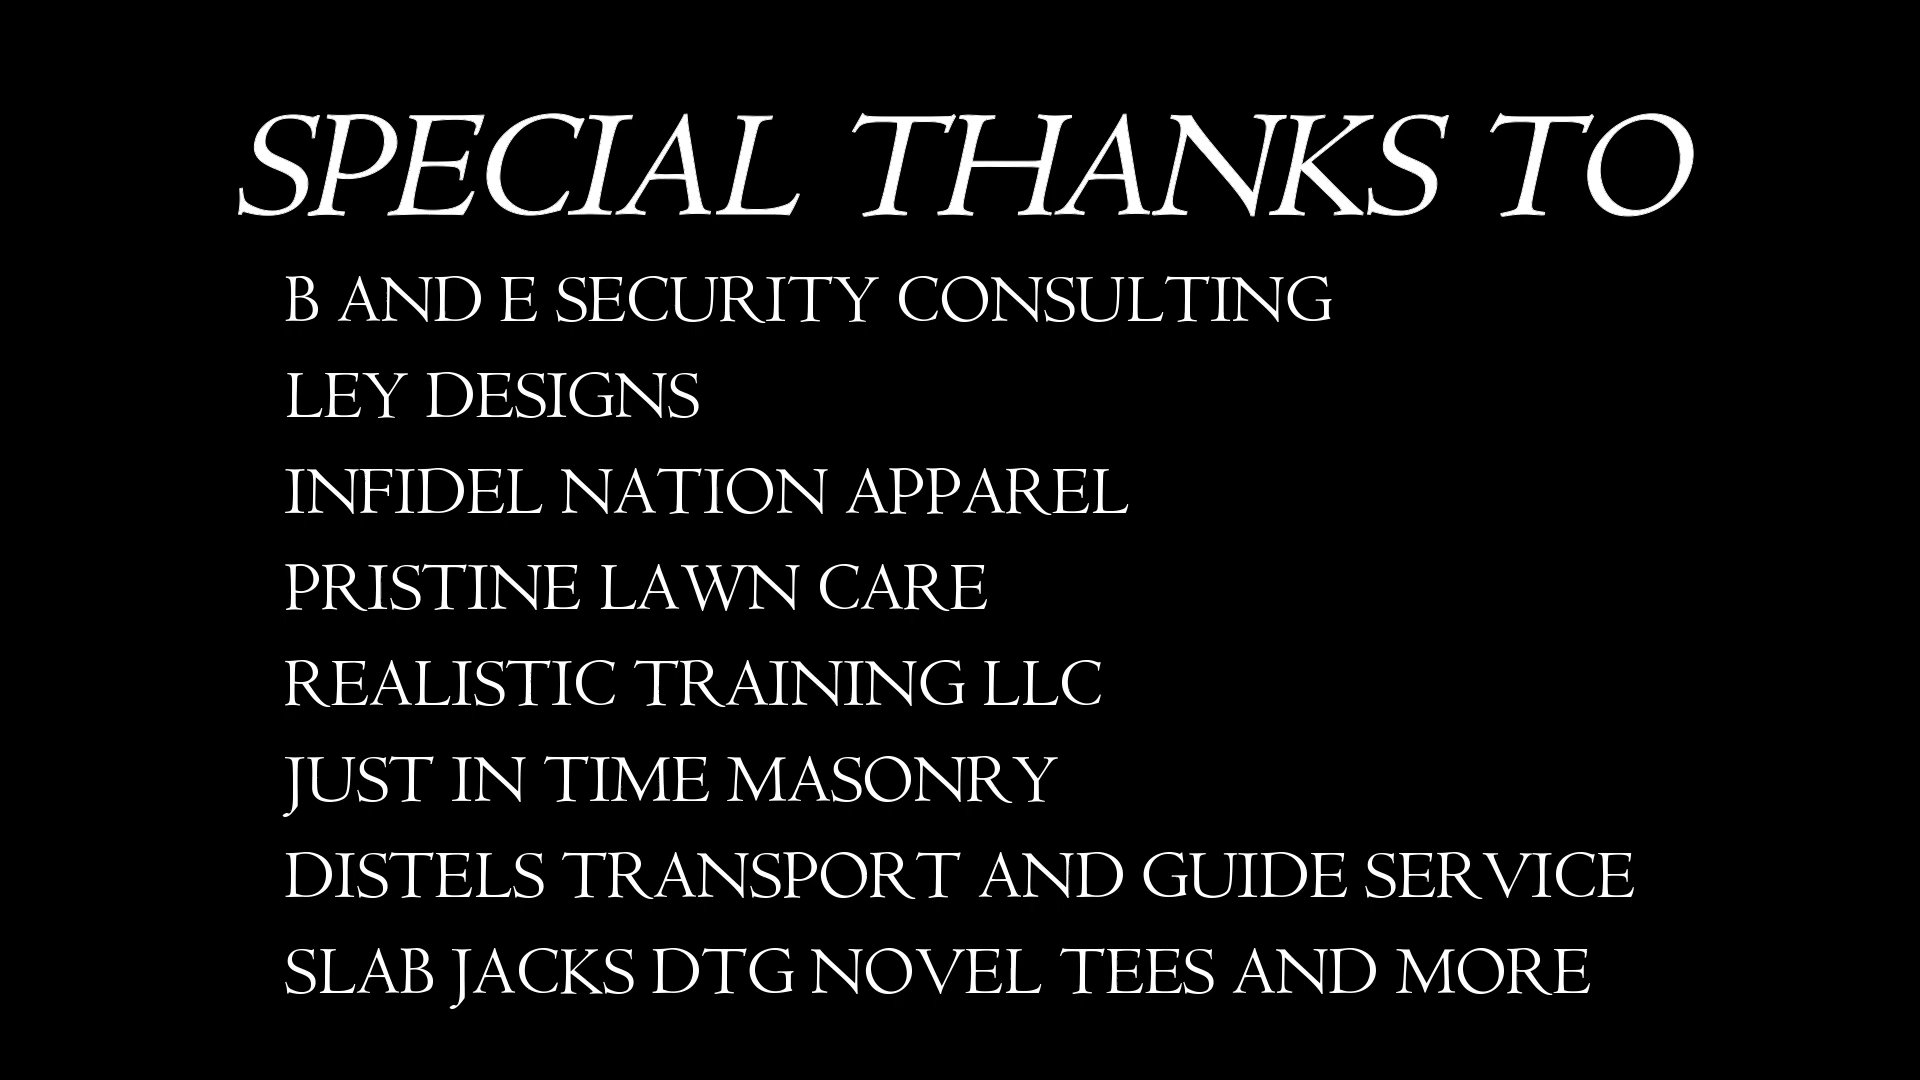 SPECIAL THANKS TO
B AND E SECURITY CONSULTING
LEY DESIGNS
INFIDEL NATION APPAREL
PRISTINE LAWN CARE
REALISTIC TRAINING LLC
JUST IN TIME MASONRY
DISTELS TRANSPORT AND GUIDE SERVICE
SLAB JACKS DTG NOVEL TEES AND MORE